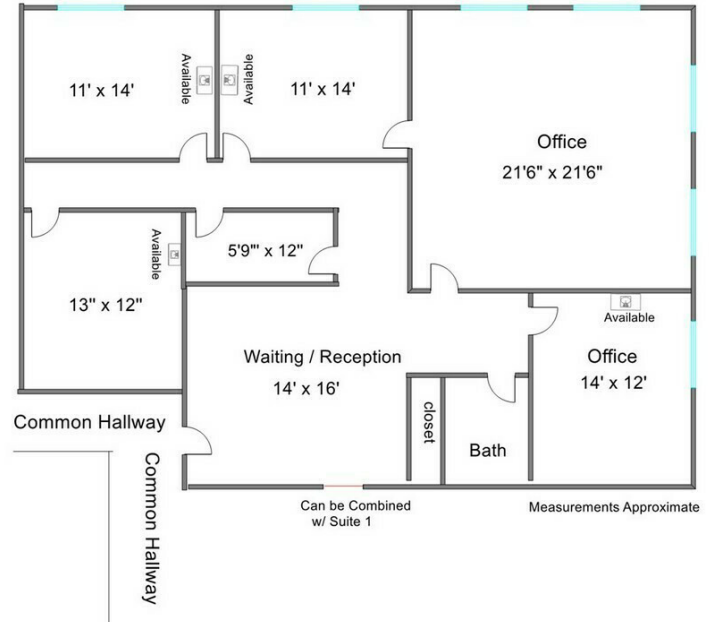 11' x 14'
Available
Available
11' x 14'
Office
21'6" x 21'6"
13" x 12"
Available
5'9'" x 12"
Waiting / Reception
14' x 16'
Available
Office
14' x 12'
closet
Bath
Common Hallway
Common Hallway
Can be Combined
w/ Suite 1
Measurements Approximate